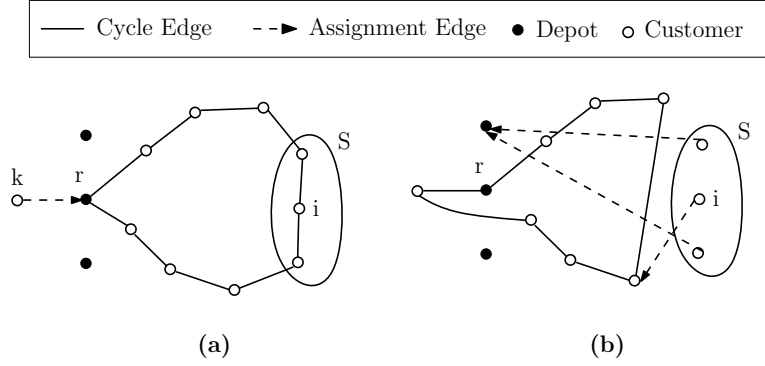 Cycle Edge Assignment Edge Depot Customer
S
k r
i
(a)
S
r
i
(b)